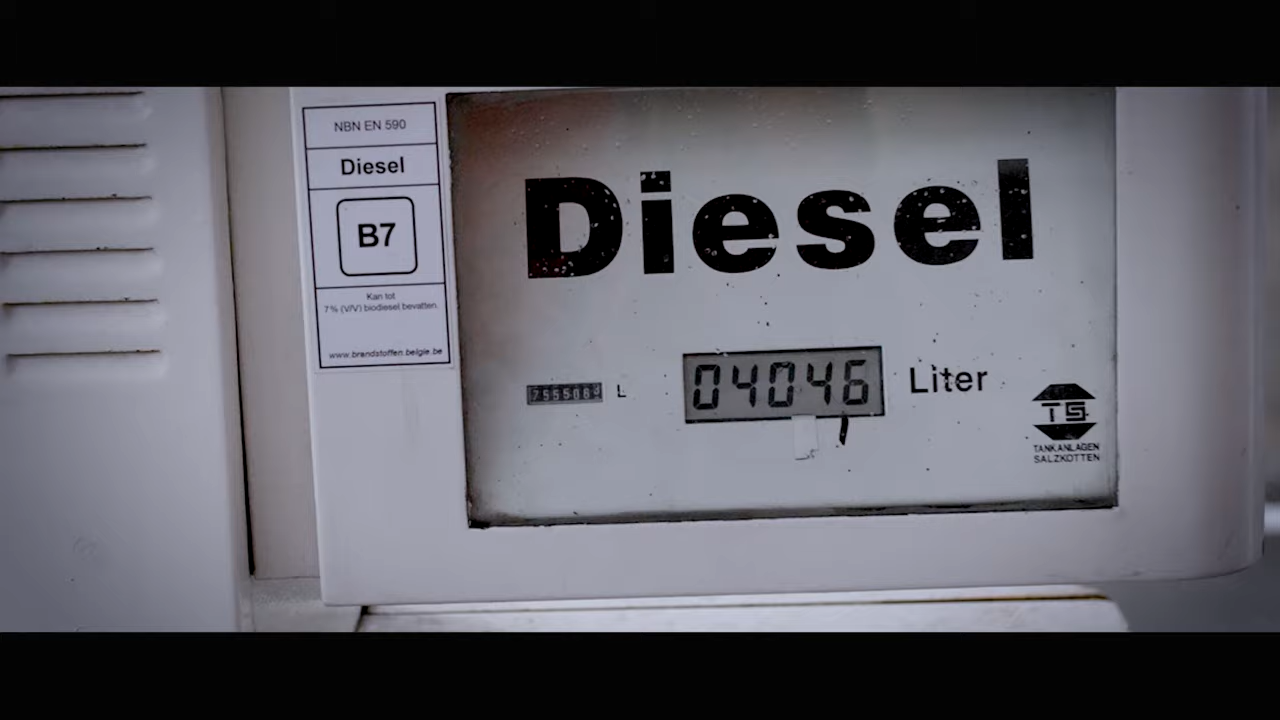 NBN EN 590
Diesel
B7
Kan tot
7% (V/V) biodiesel bevatten.
www.brandstoffen.belgie.be
Diesel
L
04046 Liter
TS
TANKANLAGEN
SALZKOTTEN